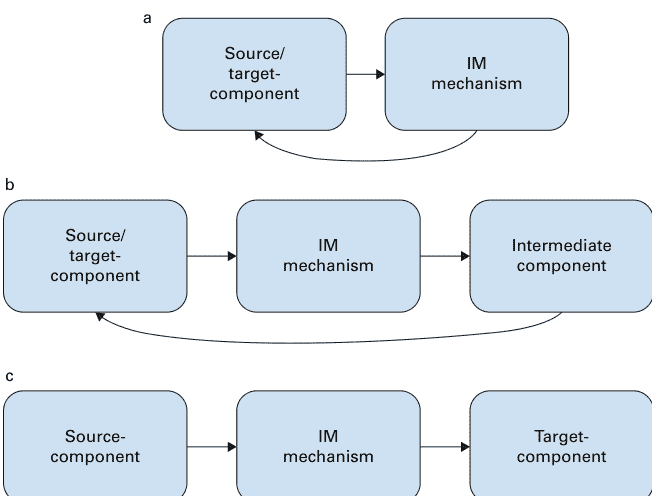 a
Source/
target-
component
IM
mechanism
b
Source/
target-
component
IM
mechanism
Intermediate
component
c
Source-
component
IM
mechanism
Target-
component